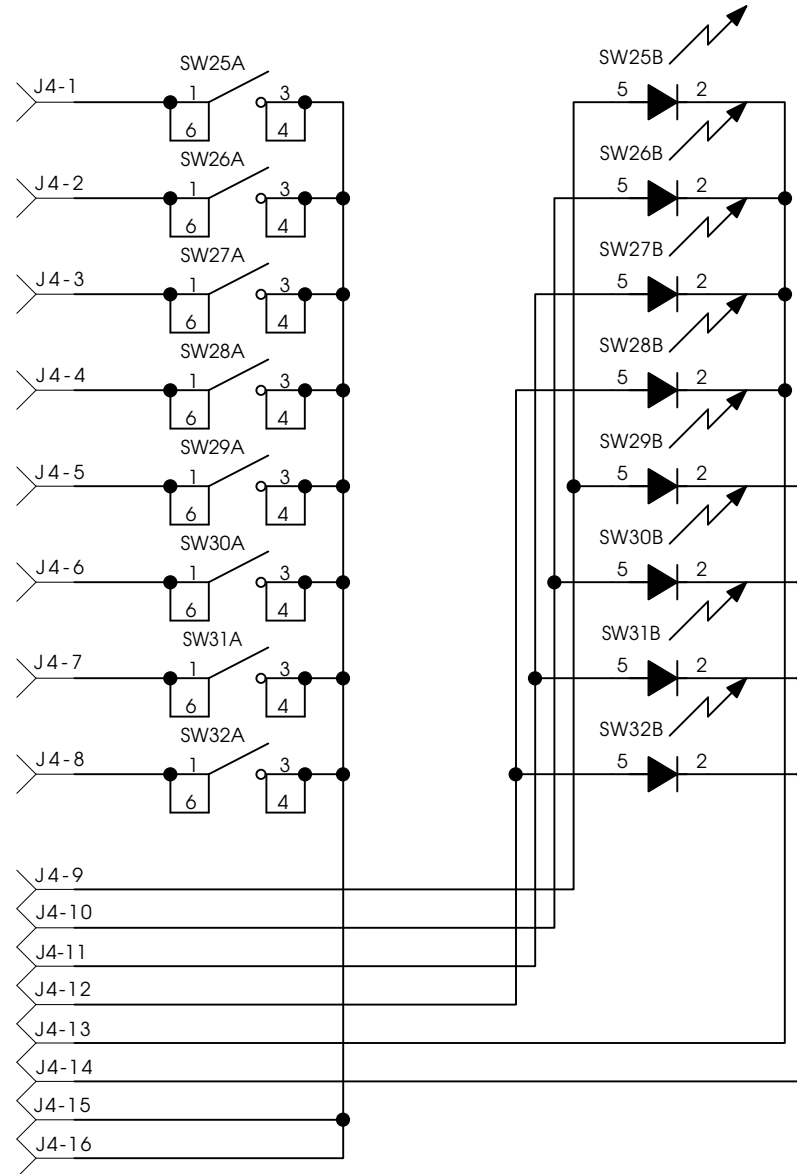 SW25A
J4-1 1 3
6 4
SW26A
J4-2 1 3
6 4
SW27A
J4-3 1 3
6 4
SW28A
J4-4 1 3
6 4
SW29A
J4-5 1 3
6 4
SW30A
J4-6 1 3
6 4
SW31A
J4-7 1 3
6 4
SW32A
J4-8 1 3
6 4
SW25B
5 2
SW26B
5 2
SW27B
5 2
SW28B
5 2
SW29B
5 2
SW30B
5 2
SW31B
5 2
SW32B
5 2
J4-9
J4-10
J4-11
J4-12
J4-13
J4-14
J4-15
J4-16